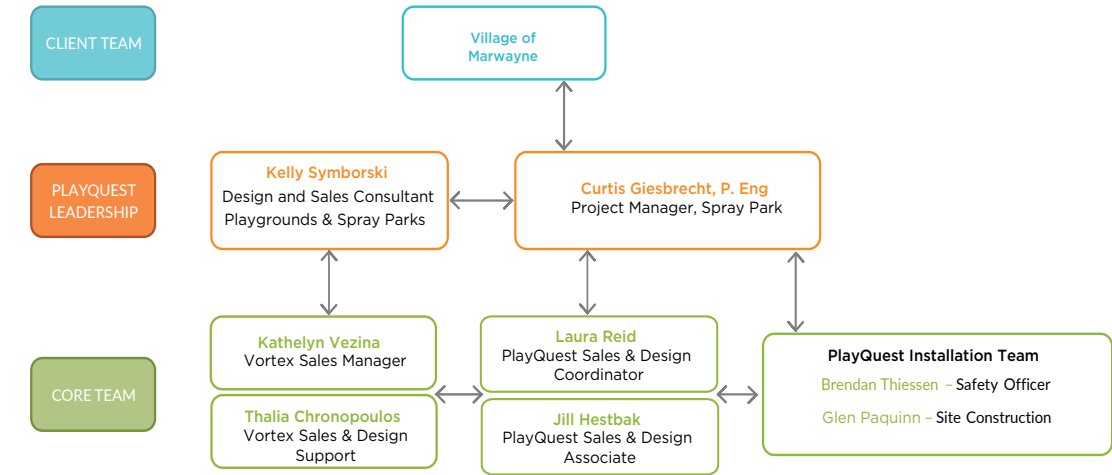 CLIENT TEAM
Village of
Marwayne
PLAYQUEST
LEADERSHIP
Kelly Symborski
Design and Sales Consultant
Playgrounds & Spray Parks
Curtis Giesbrecht, P. Eng
Project Manager, Spray Park
CORE TEAM
Kathelyn Vezina
Vortex Sales Manager
Thalia Chronopoulos
Vortex Sales & Design
Support
Laura Reid
PlayQuest Sales & Design
Coordinator
Jill Hestbak
PlayQuest Sales & Design
Associate
PlayQuest Installation Team
Brendan Thiessen – Safety Officer
Glen Paquinn – Site Construction